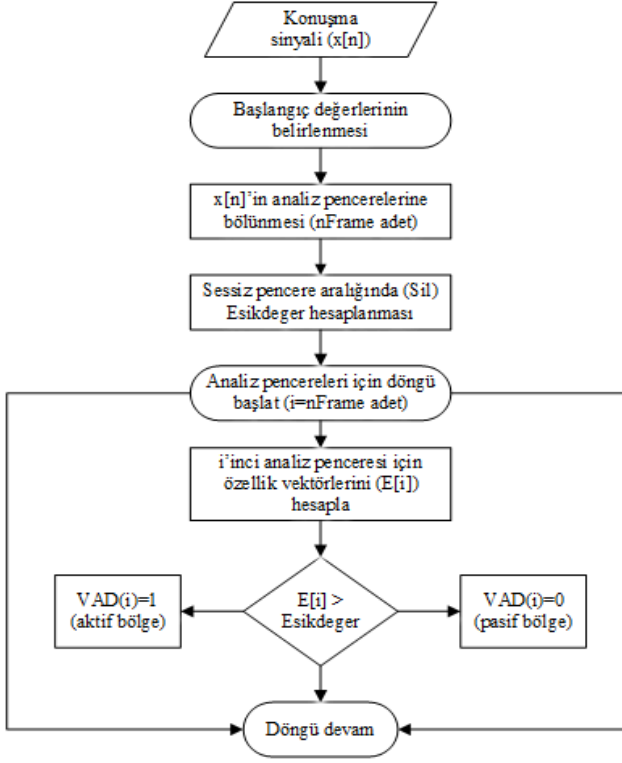 Konuşma
sinyali (x[n])
Başlangıç değerlerinin
belirlenmesi
x[n]’in analiz pencerelerine
bölünmesi (nFrame adet)
Sessiz pencere aralığında (Sil)
Esikdeger hesaplanması
Analiz pencereleri için döngü
başlat (i=nFrame adet)
i’inci analiz penceresi için
özellik vektörlerini (E[i])
hesapla
VAD(i)=1
(aktif bölge)
E[i] >
Esikdeger
VAD(i)=0
(pasif bölge)
Döngü devam